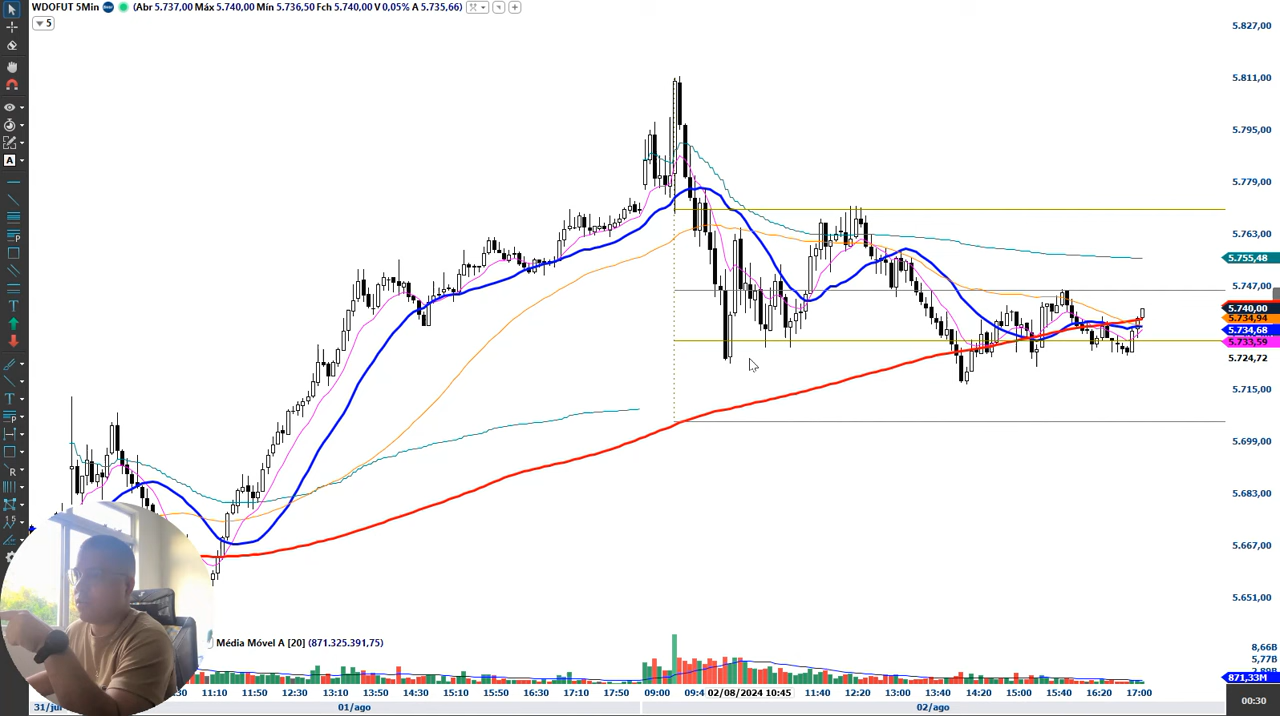 WDOFUT 5Min (Abr 5.737,00 Máx 5.740,00 Mín 5.736,50 Fch 5.740,00 V 0,05% A 5.735,66)
5
5.827,00
5.811,00
5.795,00
5.779,00
5.763,00
5.755,48
5.747,00
5.740,00
5.734,94
5.734,68
5.733,59
5.724,72
5.715,00
5.699,00
5.683,00
5.667,00
5.651,00
Média Móvel A [20] (871.325.391,75)
8,66B
5,77B
2,89B
871,33M
:30 11:10 11:50 12:30 13:10 13:50 14:30 15:10 15:50 16:30 17:10 17:50 09:00 09:4 02/08/2024 10:45 11:40 12:20 13:00 13:40 14:20 15:00 15:40 16:20 17:00
31/jul 01/ago 02/ago
00:30